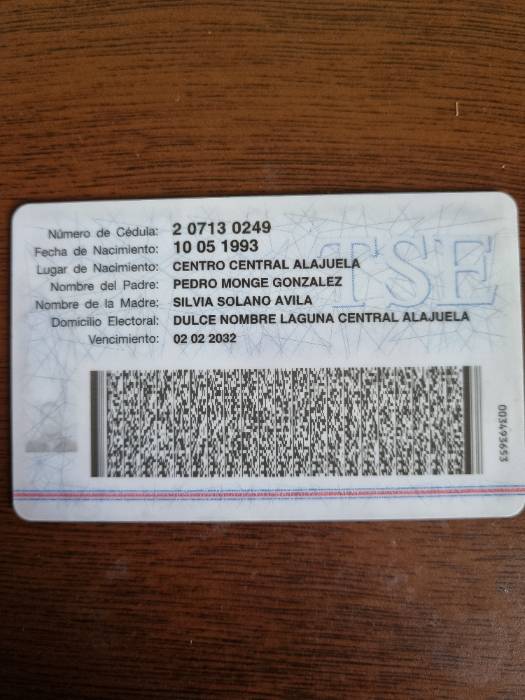 TSE
Número de Cédula: 2 0713 0249
Fecha de Nacimiento: 10 05 1993
Lugar de Nacimiento: CENTRO CENTRAL ALAJUELA
Nombre del Padre: PEDRO MONGE GONZALEZ
Nombre de la Madre: SILVIA SOLANO AVILA
Domicilio Electoral: DULCE NOMBRE LAGUNA CENTRAL ALAJUELA
Vencimiento: 02 02 2032
003493653